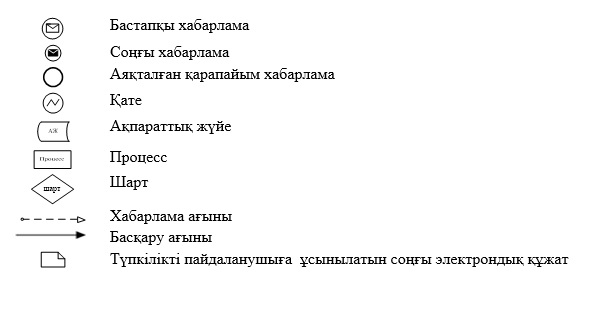 Бастапқы хабарлама
Соңғы хабарлама
Аяқталған қарапайым хабарлама
Қате
АЖ Ақпараттық жүйе
Процесс Процесс
шарт Шарт
Хабарлама ағыны
Басқару ағыны
Түпкілікті пайдаланушыға ұсынылатын соңғы электрондық құжат